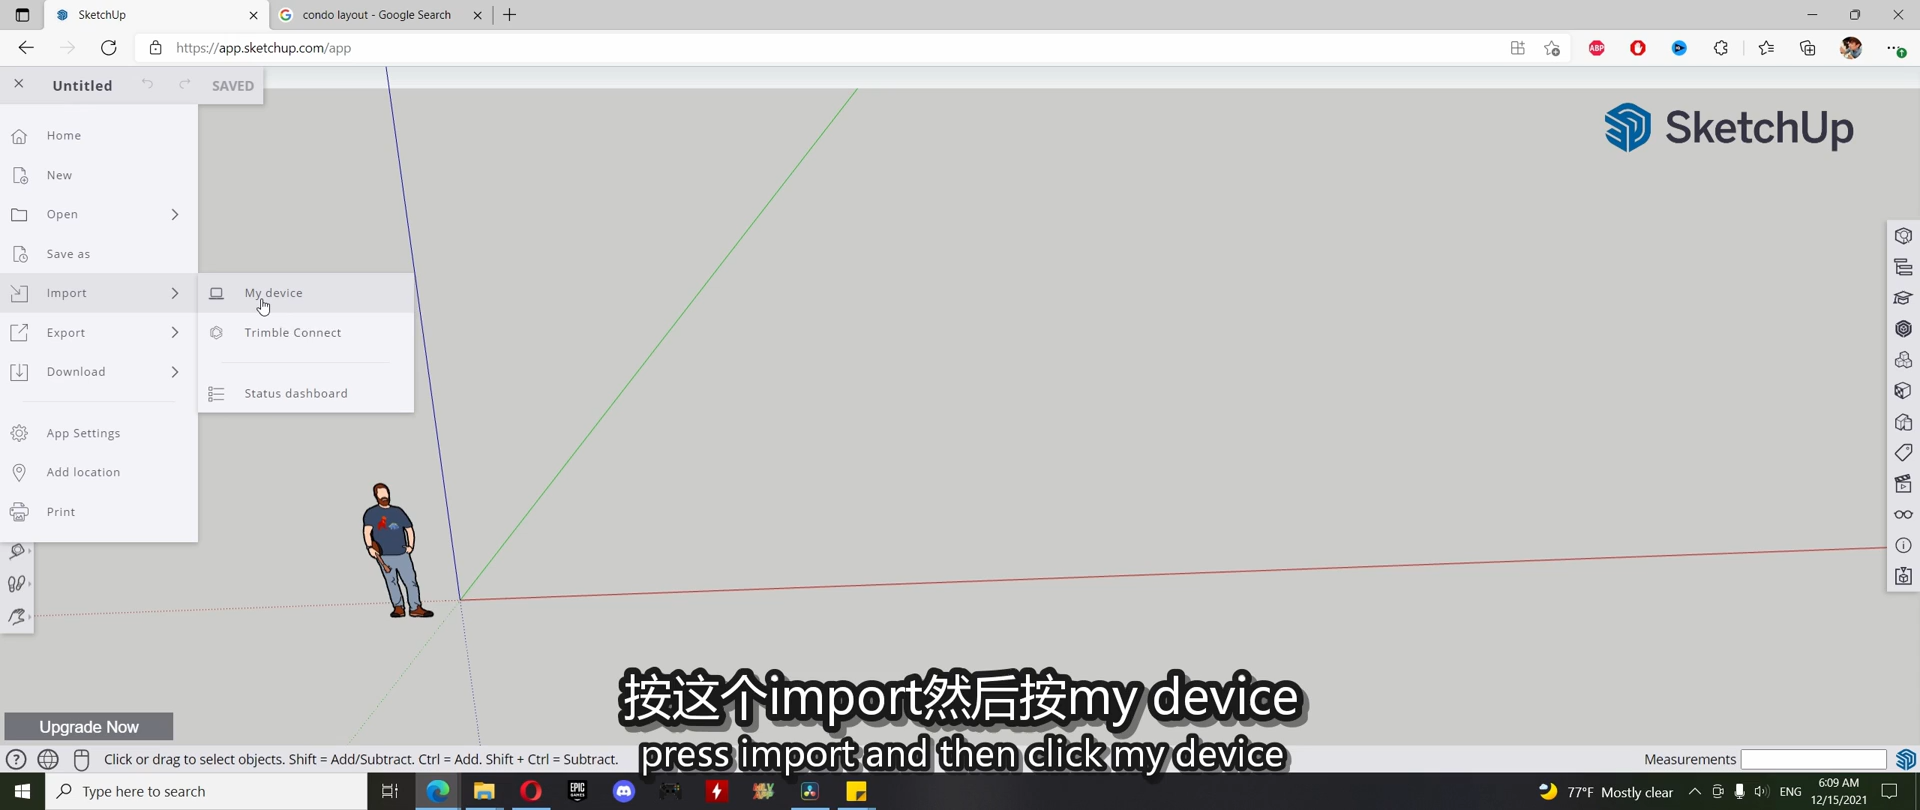 SketchUp
condo layout - Google Search
https://app.sketchup.com/app
ABP
Untitled
SAVED
SketchUp
Home
New
Open
Save as
Import
My device
Export
Trimble Connect
Download
Status dashboard
App Settings
Add location
Print
按这个import然后按my device
press import and then click my device
Upgrade Now
Click or drag to select objects. Shift = Add/Subtract. Ctrl = Add. Shift + Ctrl = Subtract.
Measurements
Type here to search
EPIC GAMES
77°F Mostly clear
ENG
6:09 AM
12/15/2021